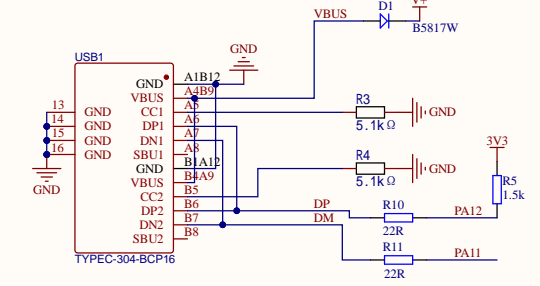 D1
V+
VBUS
B5817W
GND
USB1
GND A1B12
VBUS A4B9
CC1 A5
DP1 A6
DN1 A7
SBU1 A8
GND B1A12
VBUS B4A9
CC2 B5
DP2 B6
DN2 B7
SBU2 B8
13 GND
14 GND
15 GND
16 GND
GND
TYPEC-304-BCP16
R3
5.1kΩ
GND
R4
5.1kΩ
GND
3V3
R5
1.5k
DP
R10
22R
PA12
DM
R11
22R
PA11